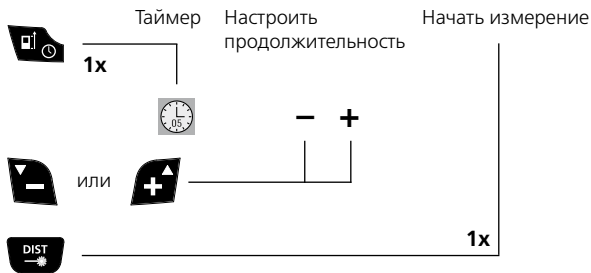 Таймер
Настроить
продолжительность
Начать измерение
1x
05
− +
− или +
DIST
1x